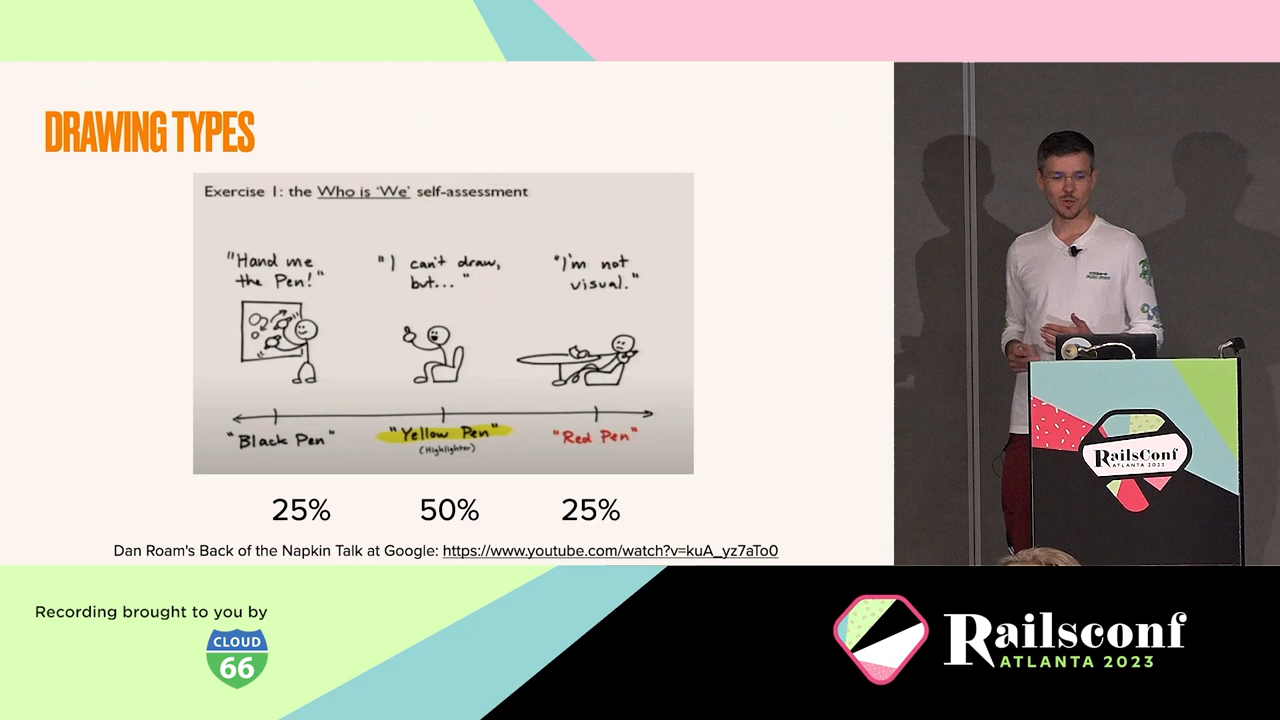 DRAWING TYPES
Exercise 1: the Who is 'We' self-assessment
"Hand me
the Pen!"
"I can't draw,
but... "
"I'm not
visual."
"Black Pen"
"Yellow Pen"
(Highlighter)
"Red Pen"
25%
50%
25%
Dan Roam's Back of the Napkin Talk at Google: https://www.youtube.com/watch?v=kuA_yz7aTo0
RailsConf
ATLANTA 2023
Recording brought to you by
CLOUD
66
Railsconf
ATLANTA 2023